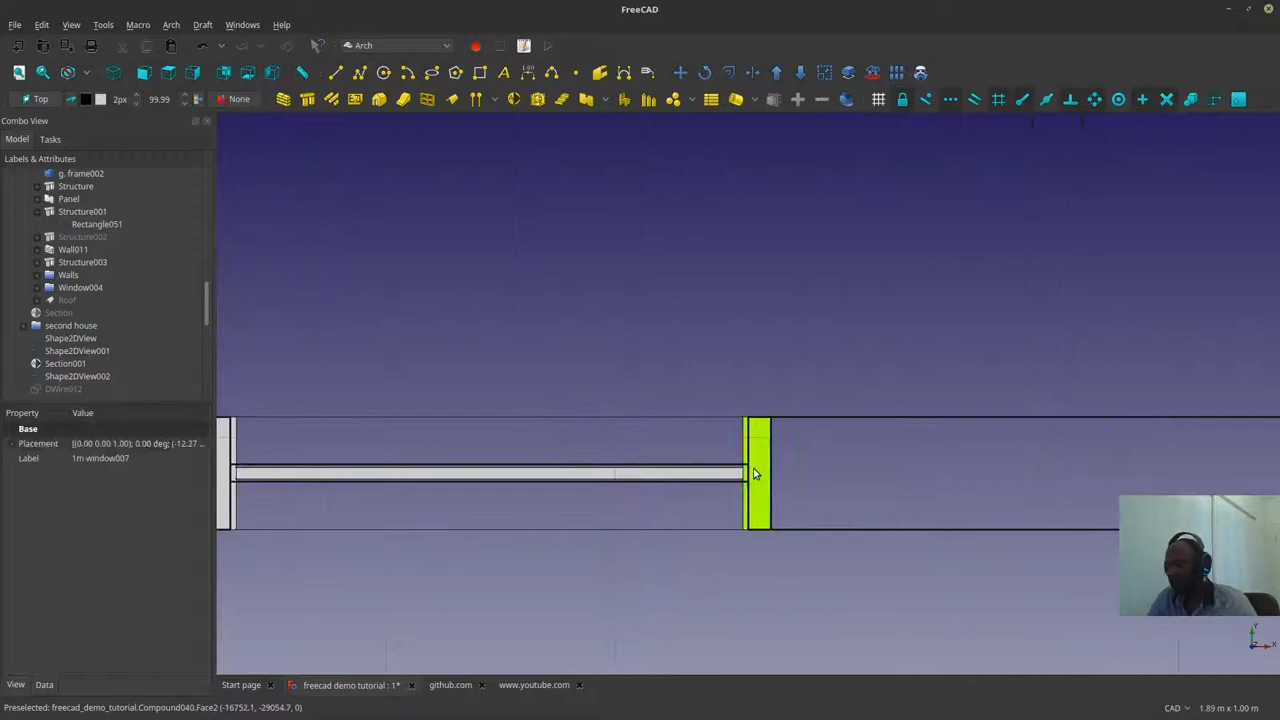 FreeCAD
File Edit View Tools Macro Arch Draft Windows Help
Arch
Top 2px 99.99 None
Combo View
Model Tasks
Labels & Attributes
g. frame002
Structure
Panel
Structure001
Rectangle051
Structure002
Wall011
Structure003
Walls
Window004
Roof
Section
second house
Shape2DView
Shape2DView001
Section001
Shape2DView002
DWire012
Property Value
Base
Placement [(0.00 0.00 1.00); 0.00 deg; (-12.27 ...
Label 1m window007
Y
Z X
View Data Start page freecad demo tutorial : 1* github.com www.youtube.com
Preselected: freecad_demo_tutorial.Compound040.Face2 (-16752.1, -29054.7, 0) CAD 1.89 m x 1.00 m